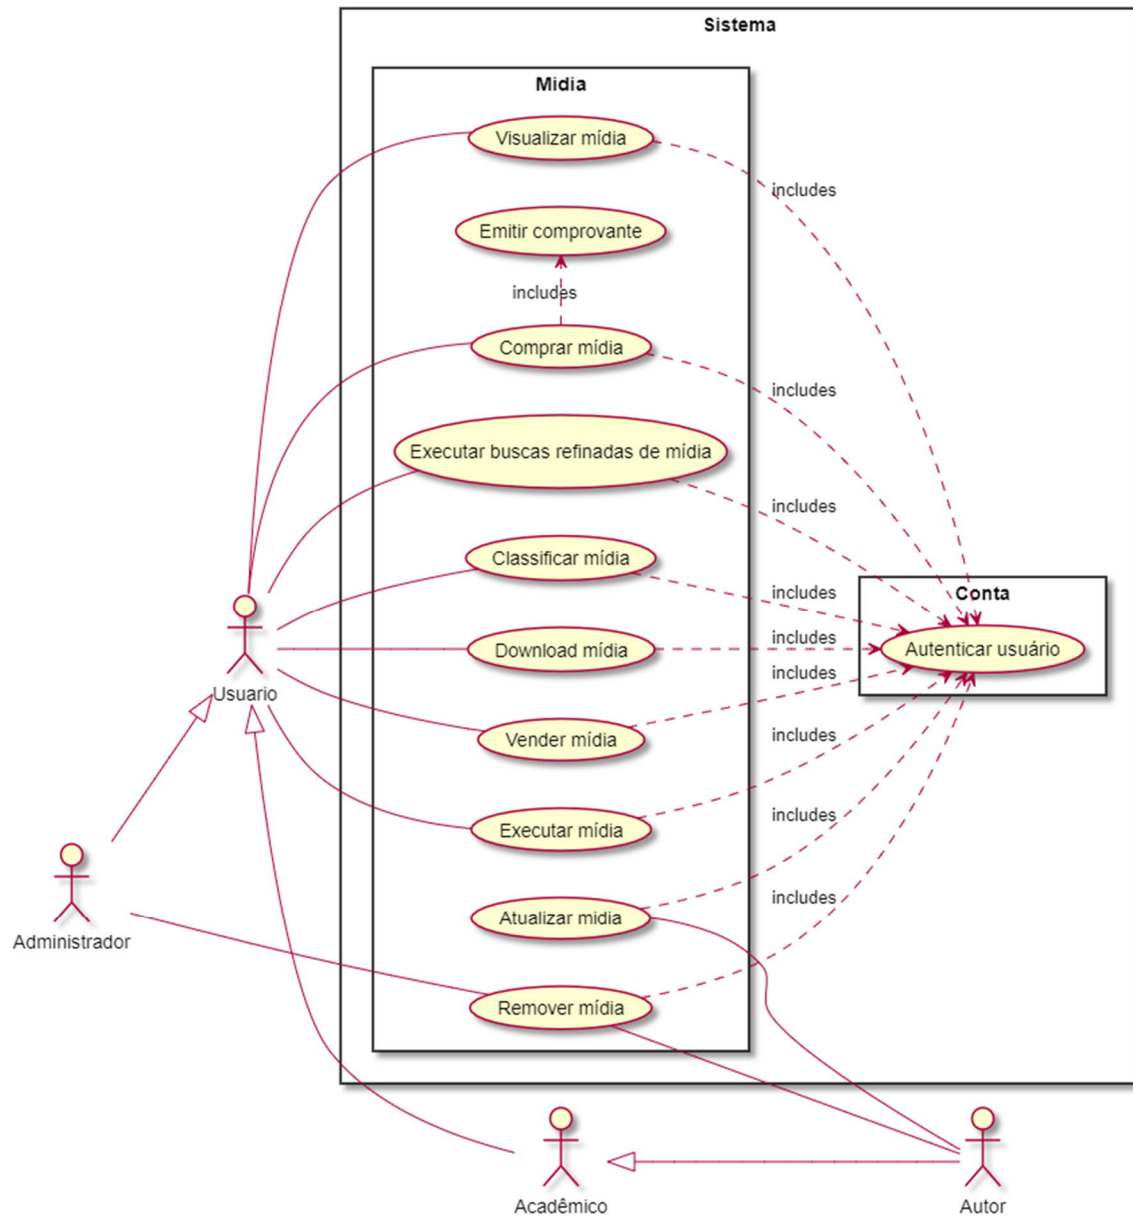 Sistema
Midia
Visualizar mídia
includes
Emitir comprovante
includes
Comprar mídia
includes
Executar buscas refinadas de mídia
includes
Classificar mídia
includes
Conta
Download mídia
includes
Autenticar usuário
includes
Usuario
Vender mídia
includes
Executar mídia
includes
includes
Atualizar midia
Administrador
Remover mídia
Acadêmico
Autor